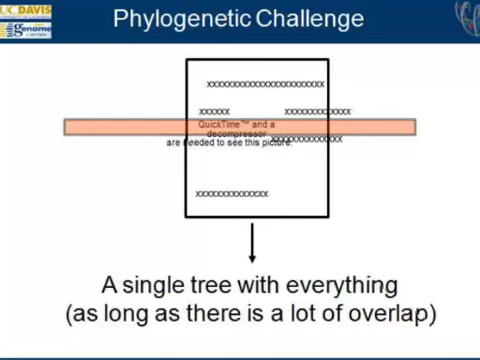 UC DAVIS
genome
Phylogenetic Challenge
xxxxxxxxxxxxxxxxxxxxxxxx
xxxxxx xxxxxxxxxxxxx
QuickTime™ and a
decompressor
xxxxxxxxxxxxxx
are needed to see this picture.
xxxxxxxxxxxxxx
A single tree with everything
(as long as there is a lot of overlap)